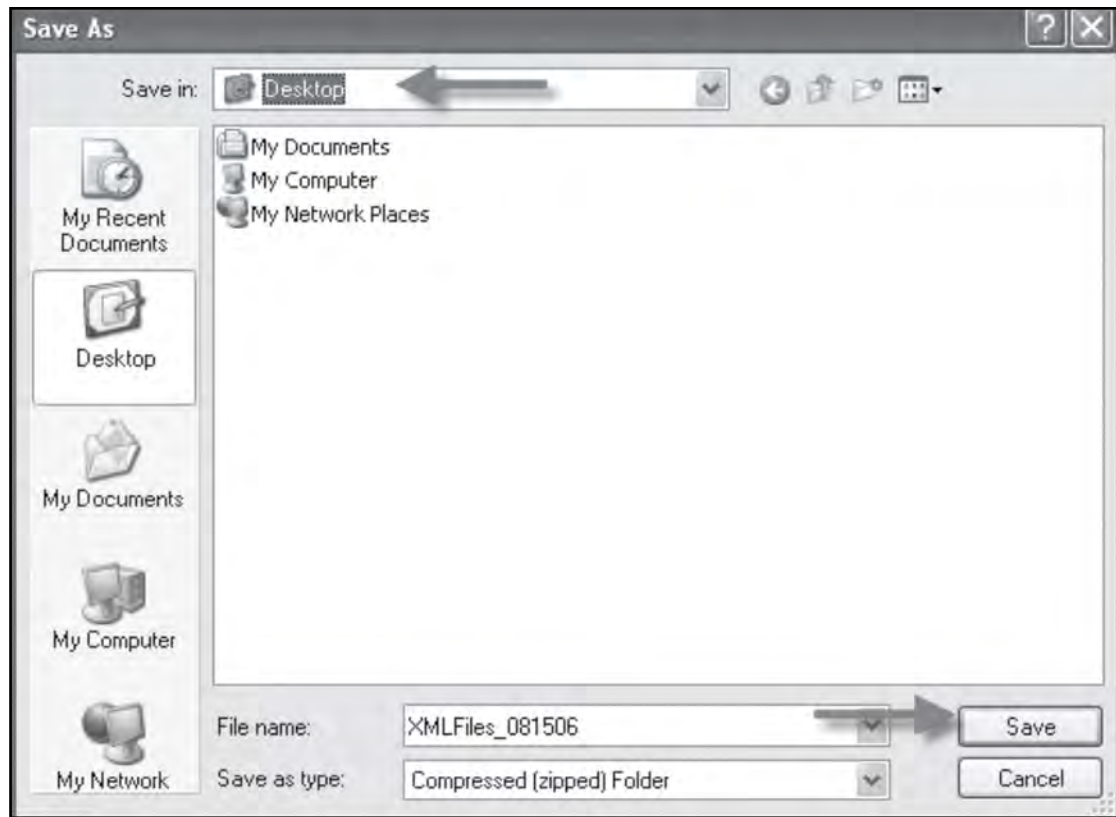 Save As
Save in:
Desktop
My Documents
My Computer
My Network Places
My Recent
Documents
Desktop
My Documents
My Computer
My Network
File name:
XMLFiles_081506
Save
Save as type:
Compressed (zipped) Folder
Cancel